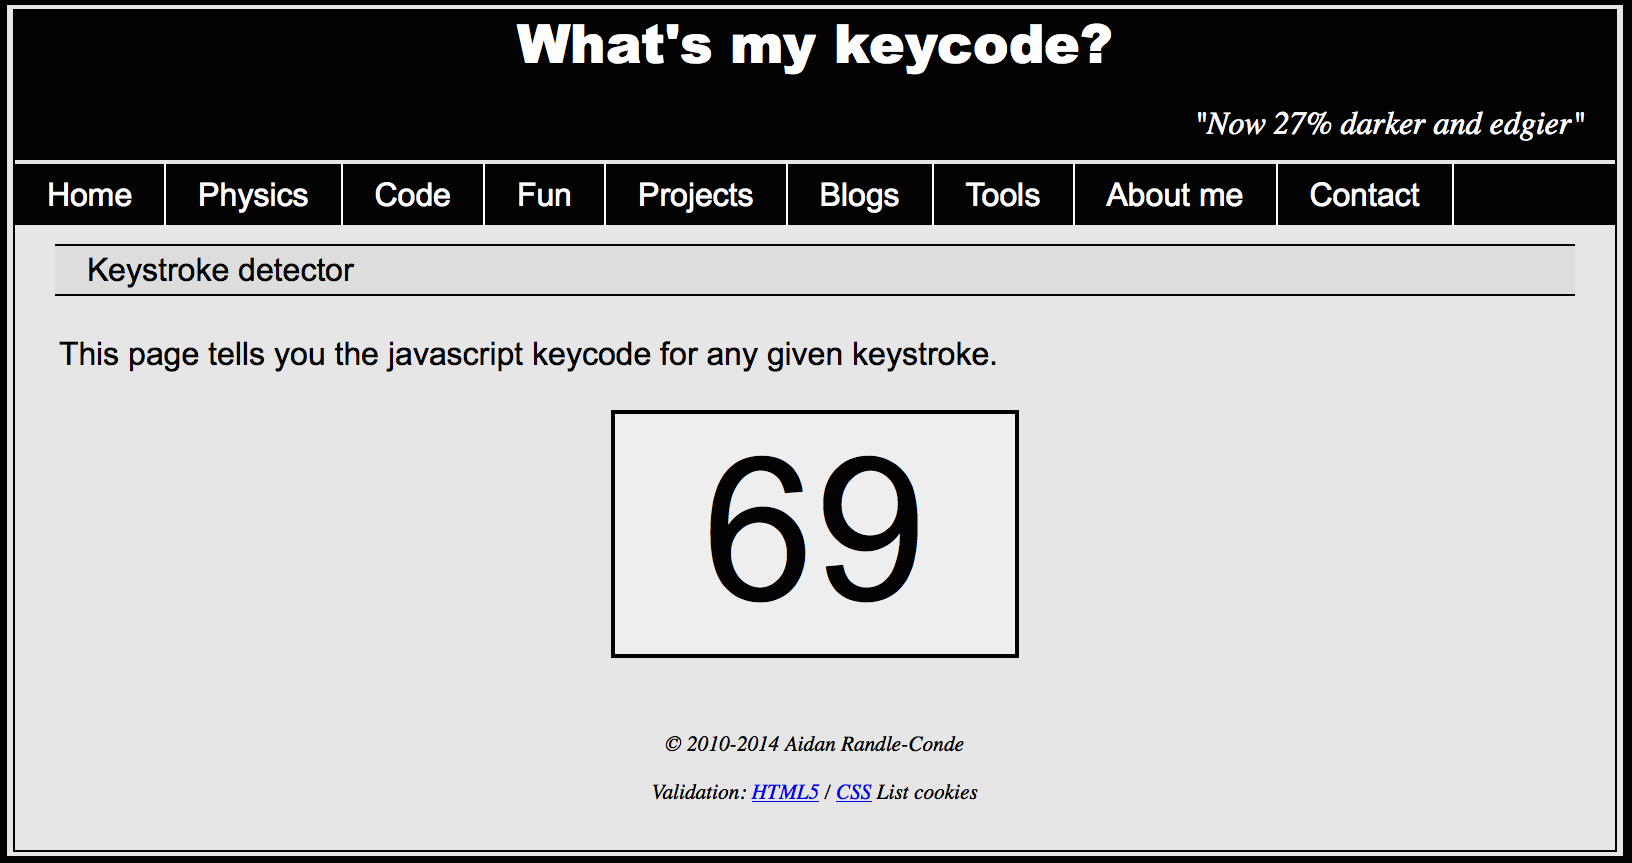 What's my keycode?
"Now 27% darker and edgier"
Home Physics Code Fun Projects Blogs Tools About me Contact
Keystroke detector
This page tells you the javascript keycode for any given keystroke.
69
© 2010-2014 Aidan Randle-Conde
Validation: HTML5 / CSS List cookies